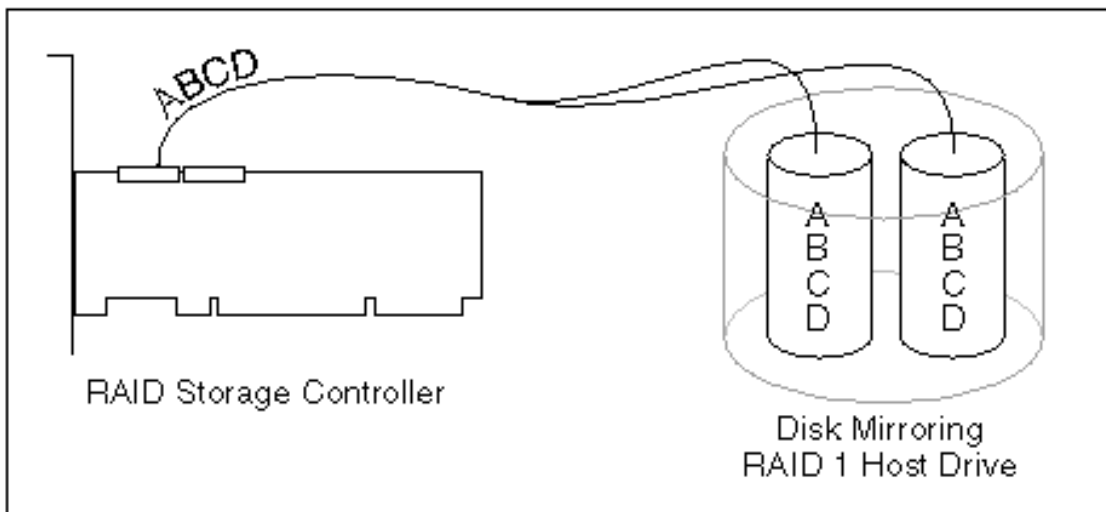 ABCD
A
B
C
D
A
B
C
D
RAID Storage Controller
Disk Mirroring
RAID 1 Host Drive